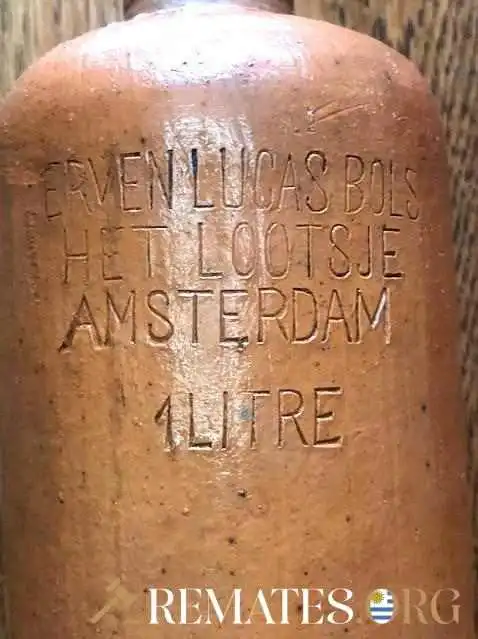 ERVEN LUCAS BOLS
HET LOOTSJE
AMSTERDAM
1 LITRE
REMATES.ORG